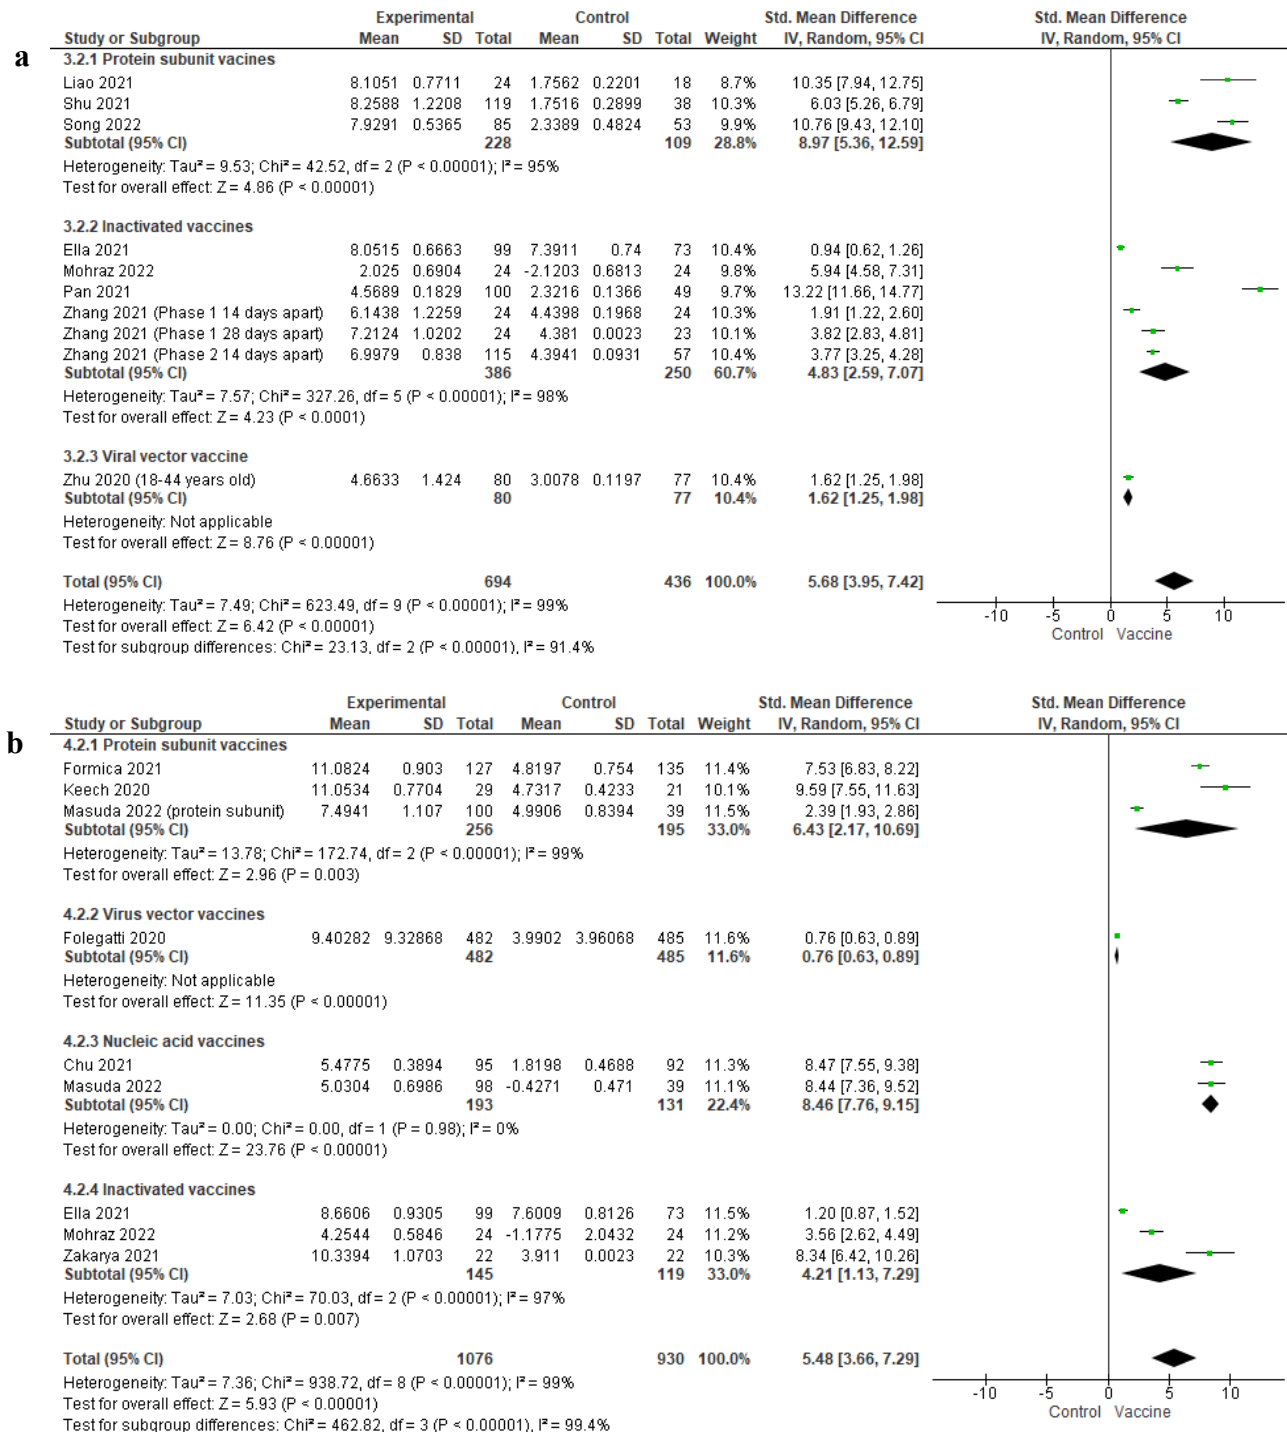 a
Experimental Control Std. Mean Difference Std. Mean Difference
Study or Subgroup Mean SD Total Mean SD Total Weight IV, Random, 95% CI IV, Random, 95% CI
3.2.1 Protein subunit vacines
Liao 2021 8.1051 0.7711 24 1.7562 0.2201 18 8.7% 10.35 [7.94, 12.75]
Shu 2021 8.2588 1.2208 119 1.7516 0.2899 38 10.3% 6.03 [5.26, 6.79]
Song 2022 7.9291 0.5365 85 2.3389 0.4824 53 9.9% 10.76 [9.43, 12.10]
Subtotal (95% CI) 228 109 28.8% 8.97 [5.36, 12.59]
Heterogeneity: Tau² = 9.53; Chi² = 42.52, df = 2 (P < 0.00001); I² = 95%
Test for overall effect: Z = 4.86 (P < 0.00001)
3.2.2 Inactivated vaccines
Ella 2021 8.0515 0.6663 99 7.3911 0.74 73 10.4% 0.94 [0.62, 1.26]
Mohraz 2022 2.025 0.6904 24 -2.1203 0.6813 24 9.8% 5.94 [4.58, 7.31]
Pan 2021 4.5689 0.1829 100 2.3216 0.1366 49 9.7% 13.22 [11.66, 14.77]
Zhang 2021 (Phase 1 14 days apart) 6.1438 1.2259 24 4.4398 0.1968 24 10.3% 1.91 [1.22, 2.60]
Zhang 2021 (Phase 1 28 days apart) 7.2124 1.0202 24 4.381 0.0023 23 10.1% 3.82 [2.83, 4.81]
Zhang 2021 (Phase 2 14 days apart) 6.9979 0.838 115 4.3941 0.0931 57 10.4% 3.77 [3.25, 4.28]
Subtotal (95% CI) 386 250 60.7% 4.83 [2.59, 7.07]
Heterogeneity: Tau² = 7.57; Chi² = 327.26, df = 5 (P < 0.00001); I² = 98%
Test for overall effect: Z = 4.23 (P < 0.0001)
3.2.3 Viral vector vaccine
Zhu 2020 (18-44 years old) 4.6633 1.424 80 3.0078 0.1197 77 10.4% 1.62 [1.25, 1.98]
Subtotal (95% CI) 80 77 10.4% 1.62 [1.25, 1.98]
Heterogeneity: Not applicable
Test for overall effect: Z = 8.76 (P < 0.00001)
Total (95% CI) 694 436 100.0% 5.68 [3.95, 7.42]
Heterogeneity: Tau² = 7.49; Chi² = 623.49, df = 9 (P < 0.00001); I² = 99%
Test for overall effect: Z = 6.42 (P < 0.00001)
Test for subgroup differences: Chi² = 23.13, df = 2 (P < 0.00001), I² = 91.4%
-10 -5 0 5 10
Control Vaccine
b
Experimental Control Std. Mean Difference Std. Mean Difference
Study or Subgroup Mean SD Total Mean SD Total Weight IV, Random, 95% CI IV, Random, 95% CI
4.2.1 Protein subunit vaccines
Formica 2021 11.0824 0.903 127 4.8197 0.754 135 11.4% 7.53 [6.83, 8.22]
Keech 2020 11.0534 0.7704 29 4.7317 0.4233 21 10.1% 9.59 [7.55, 11.63]
Masuda 2022 (protein subunit) 7.4941 1.107 100 4.9906 0.8394 39 11.5% 2.39 [1.93, 2.86]
Subtotal (95% CI) 256 195 33.0% 6.43 [2.17, 10.69]
Heterogeneity: Tau² = 13.78; Chi² = 172.74, df = 2 (P < 0.00001); I² = 99%
Test for overall effect: Z = 2.96 (P = 0.003)
4.2.2 Virus vector vaccines
Folegatti 2020 9.40282 9.32868 482 3.9902 3.96068 485 11.6% 0.76 [0.63, 0.89]
Subtotal (95% CI) 482 485 11.6% 0.76 [0.63, 0.89]
Heterogeneity: Not applicable
Test for overall effect: Z = 11.35 (P < 0.00001)
4.2.3 Nucleic acid vaccines
Chu 2021 5.4775 0.3894 95 1.8198 0.4688 92 11.3% 8.47 [7.55, 9.38]
Masuda 2022 5.0304 0.6986 98 -0.4271 0.471 39 11.1% 8.44 [7.36, 9.52]
Subtotal (95% CI) 193 131 22.4% 8.46 [7.76, 9.15]
Heterogeneity: Tau² = 0.00; Chi² = 0.00, df = 1 (P = 0.98); I² = 0%
Test for overall effect: Z = 23.76 (P < 0.00001)
4.2.4 Inactivated vaccines
Ella 2021 8.6606 0.9305 99 7.6009 0.8126 73 11.5% 1.20 [0.87, 1.52]
Mohraz 2022 4.2544 0.5846 24 -1.1775 2.0432 24 11.2% 3.56 [2.62, 4.49]
Zakarya 2021 10.3394 1.0703 22 3.911 0.0023 22 10.3% 8.34 [6.42, 10.26]
Subtotal (95% CI) 145 119 33.0% 4.21 [1.13, 7.29]
Heterogeneity: Tau² = 7.03; Chi² = 70.03, df = 2 (P < 0.00001); I² = 97%
Test for overall effect: Z = 2.68 (P = 0.007)
Total (95% CI) 1076 930 100.0% 5.48 [3.66, 7.29]
Heterogeneity: Tau² = 7.36; Chi² = 938.72, df = 8 (P < 0.00001); I² = 99%
Test for overall effect: Z = 5.93 (P < 0.00001)
Test for subgroup differences: Chi² = 462.82, df = 3 (P < 0.00001), I² = 99.4%
-10 -5 0 5 10
Control Vaccine